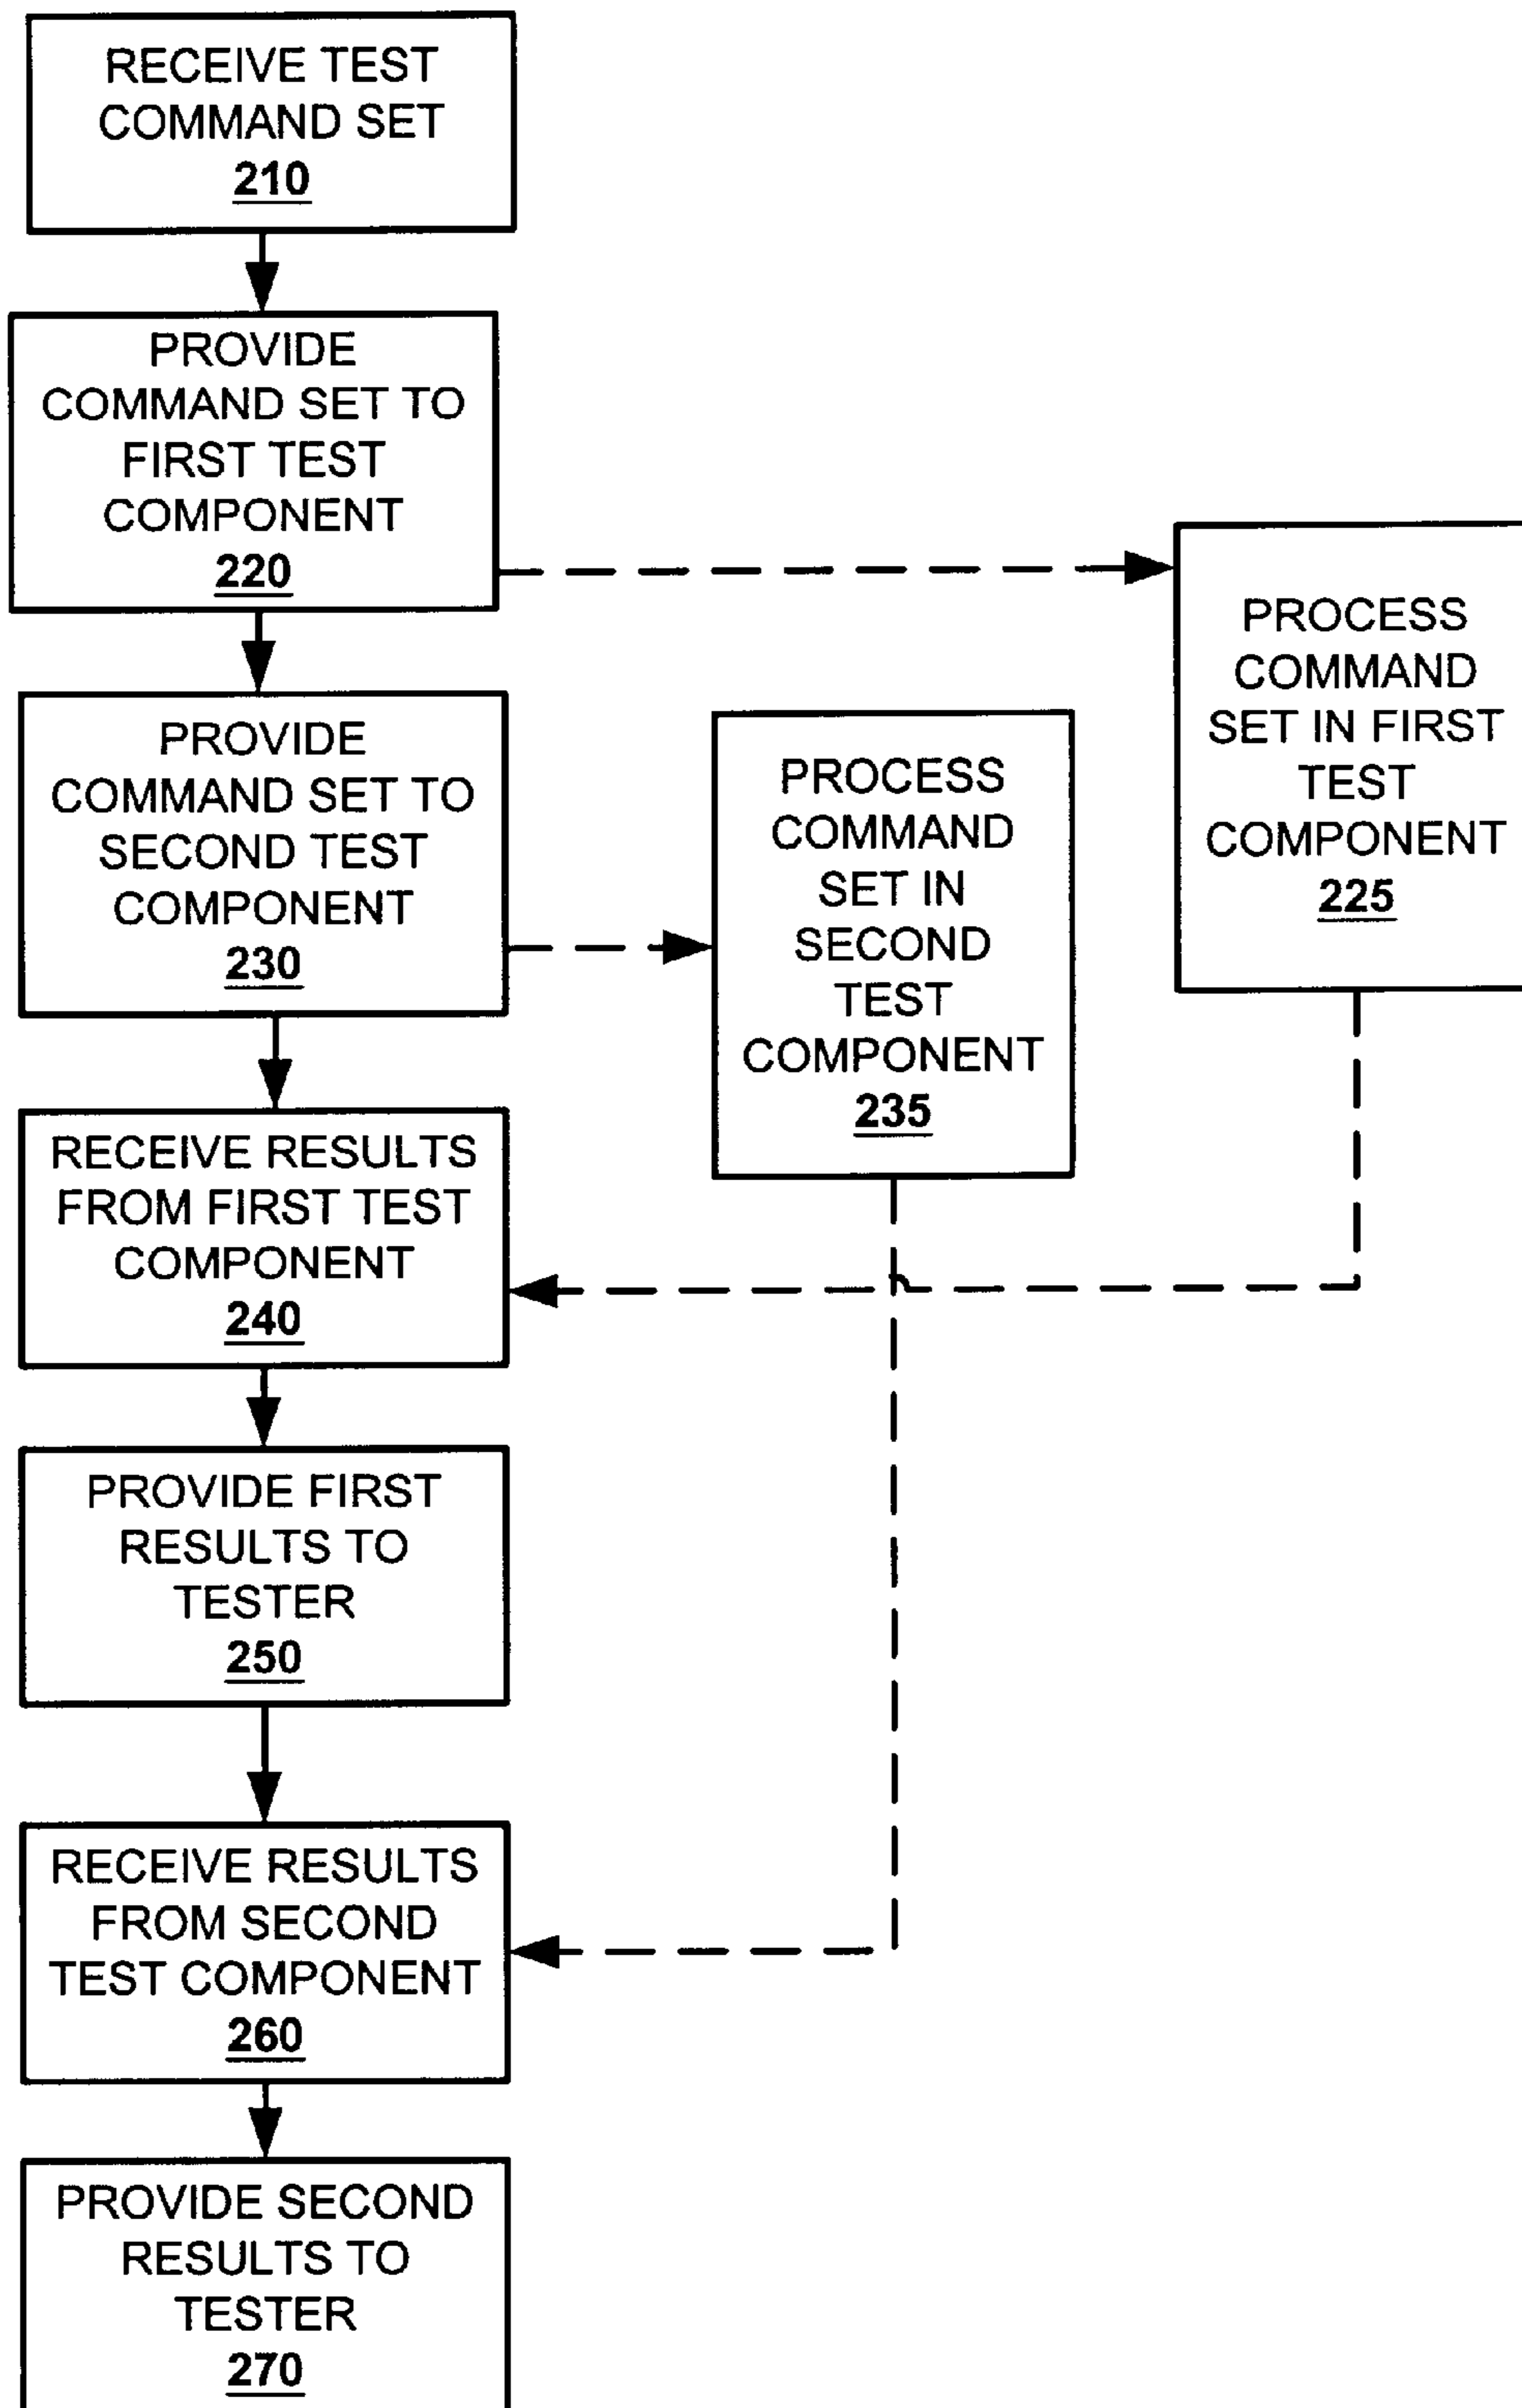 RECEIVE TEST
COMMAND SET
210
PROVIDE
COMMAND SET TO
FIRST TEST
COMPONENT
220
PROCESS
COMMAND
SET IN FIRST
TEST
COMPONENT
225
PROVIDE
COMMAND SET TO
SECOND TEST
COMPONENT
230
PROCESS
COMMAND
SET IN
SECOND
TEST
COMPONENT
235
RECEIVE RESULTS
FROM FIRST TEST
COMPONENT
240
PROVIDE FIRST
RESULTS TO
TESTER
250
RECEIVE RESULTS
FROM SECOND
TEST COMPONENT
260
PROVIDE SECOND
RESULTS TO
TESTER
270